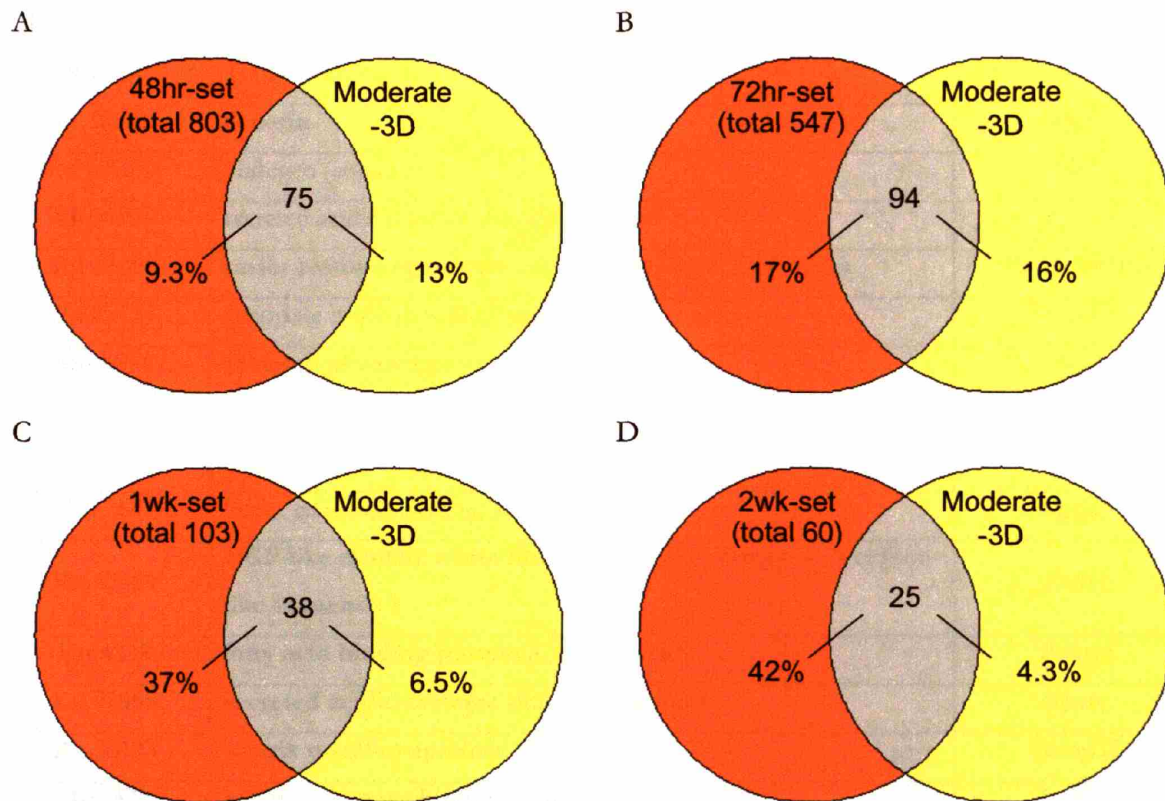 A
48hr-set
(total 803)
Moderate
-3D
75
9.3%
13%
B
72hr-set
(total 547)
Moderate
-3D
94
17%
16%
C
1wk-set
(total 103)
Moderate
-3D
38
37%
6.5%
D
2wk-set
(total 60)
Moderate
-3D
25
42%
4.3%